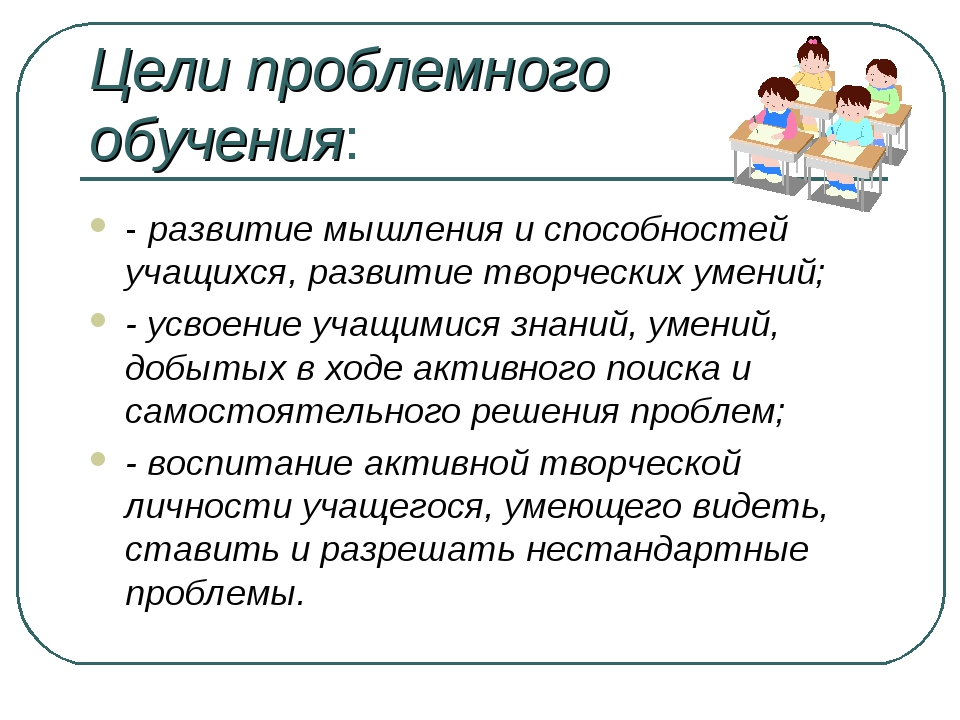 Цели проблемного
обучения:
- развитие мышления и способностей
учащихся, развитие творческих умений;
- усвоение учащимися знаний, умений,
добытых в ходе активного поиска и
самостоятельного решения проблем;
- воспитание активной творческой
личности учащегося, умеющего видеть,
ставить и разрешать нестандартные
проблемы.